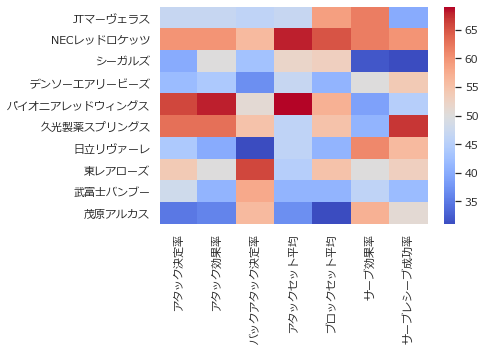 JTマーヴェラス
NECレッドロケッツ
シーガルズ
デンソーエアリービーズ
パイオニアレッドウィングス
久光製薬スプリングス
日立リヴァーレ
東レアローズ
武富士バンブー
茂原アルカス
アタック決定率
アタック効果率
バックアタック決定率
アタックセット平均
ブロックセット平均
サーブ効果率
サーブレシーブ成功率
65
60
55
50
45
40
35